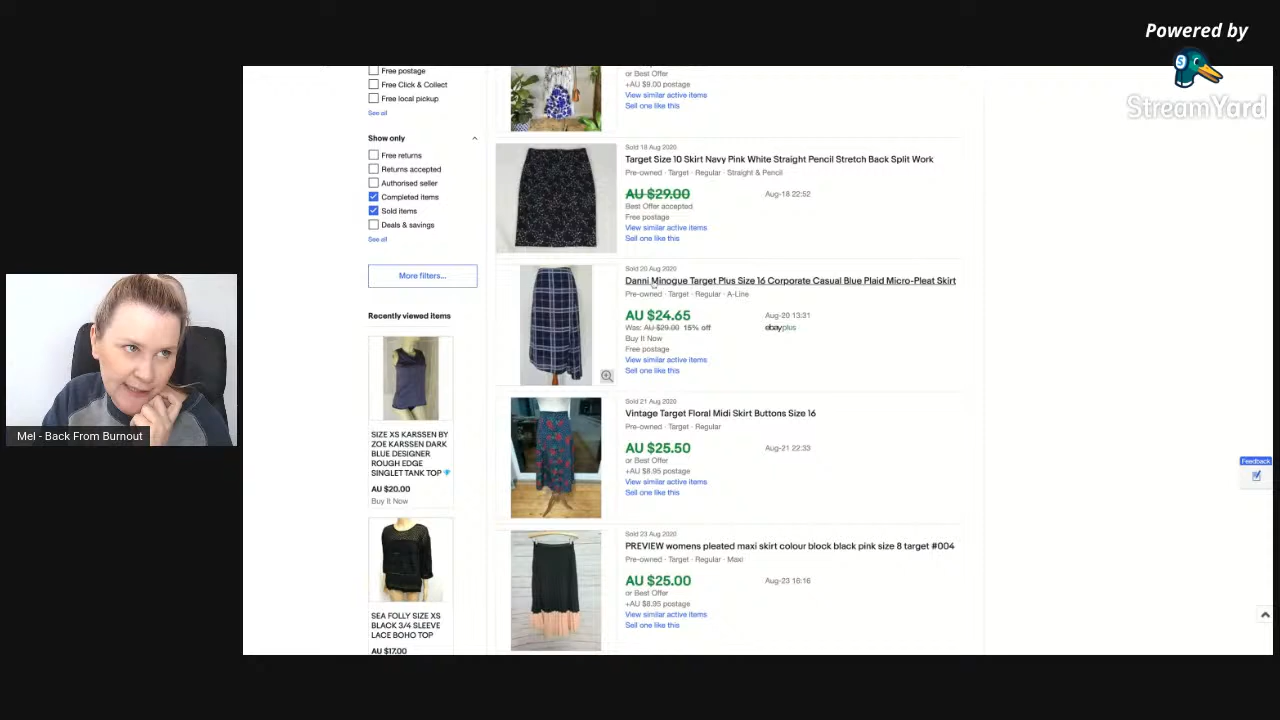 Powered by
StreamYard
Free postage
Free Click & Collect
Free local pickup
See all
Show only
Free returns
Returns accepted
Authorised seller
Completed items
Sold items
Deals & savings
See all
More filters...
Recently viewed items
SIZE XS KARSSEN BY
ZOE KARSSEN DARK
BLUE DESIGNER
ROUGH EDGE
SINGLET TANK TOP
AU $20.00
Buy It Now
SEA FOLLY SIZE XS
BLACK 3/4 SLEEVE
LACE BOHO TOP
AU $17.00
or Best Offer
+AU $9.00 postage
View similar active items
Sell one like this
Sold 18 Aug 2020
Target Size 10 Skirt Navy Pink White Straight Pencil Stretch Back Split Work
Pre-owned · Target · Regular · Straight & Pencil
AU $29.00
Aug-18 22:52
Best Offer accepted
Free postage
View similar active items
Sell one like this
Sold 20 Aug 2020
Danni Minogue Target Plus Size 16 Corporate Casual Blue Plaid Micro-Pleat Skirt
Pre-owned · Target · Regular · A-Line
AU $24.65
Aug-20 13:31
Was: AU $29.00 15% off
ebayplus
Buy It Now
Free postage
View similar active items
Sell one like this
Sold 21 Aug 2020
Vintage Target Floral Midi Skirt Buttons Size 16
Pre-owned · Target · Regular
AU $25.50
Aug-21 22:33
or Best Offer
+AU $8.95 postage
View similar active items
Sell one like this
Sold 23 Aug 2020
PREVIEW womens pleated maxi skirt colour block black pink size 8 target #004
Pre-owned · Target · Regular · Maxi
AU $25.00
Aug-23 16:16
or Best Offer
+AU $8.95 postage
View similar active items
Sell one like this
Feedback
Mel - Back From Burnout